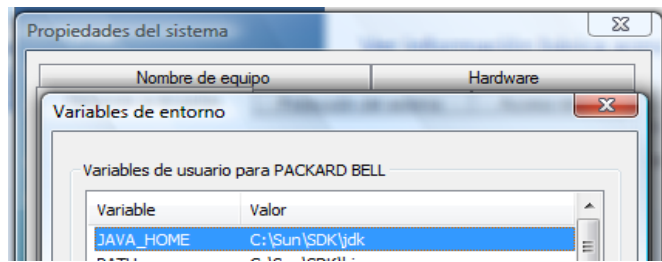 Propiedades del sistema
Nombre de equipo Hardware
Variables de entorno
Variables de usuario para PACKARD BELL
Variable Valor
JAVA_HOME C:\Sun\SDK\jdk